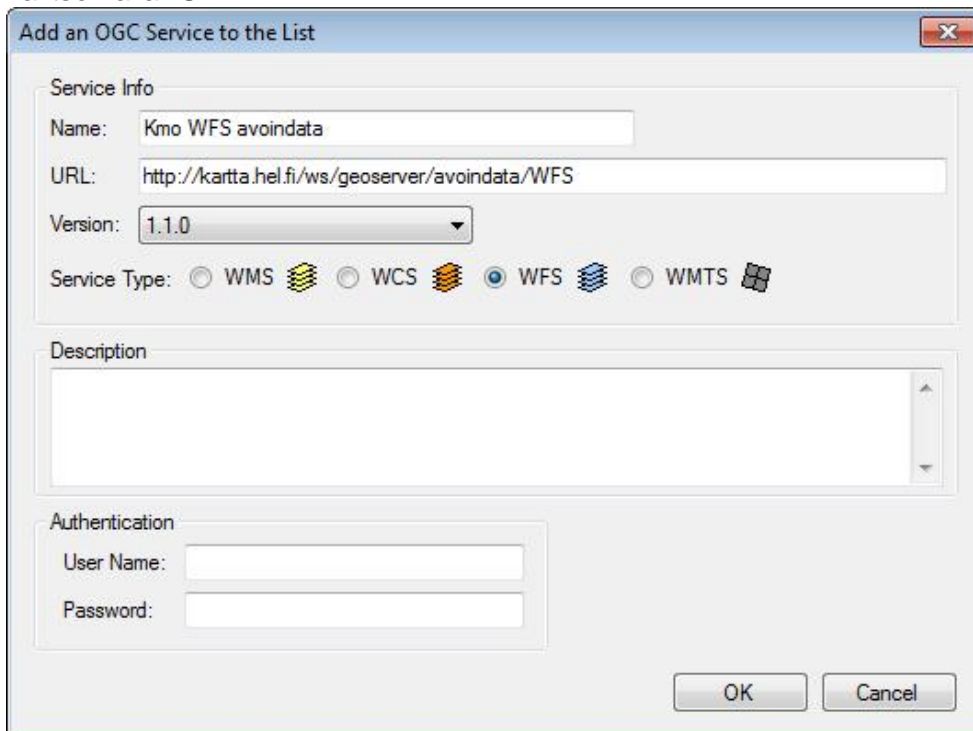 Add an OGC Service to the List
Service Info
Name: Kmo WFS avoindata
URL: http://kartta.hel.fi/ws/geoserver/avoindata/WFS
Version: 1.1.0
Service Type: WMS WCS WFS WMTS
Description
Authentication
User Name:
Password:
OK Cancel